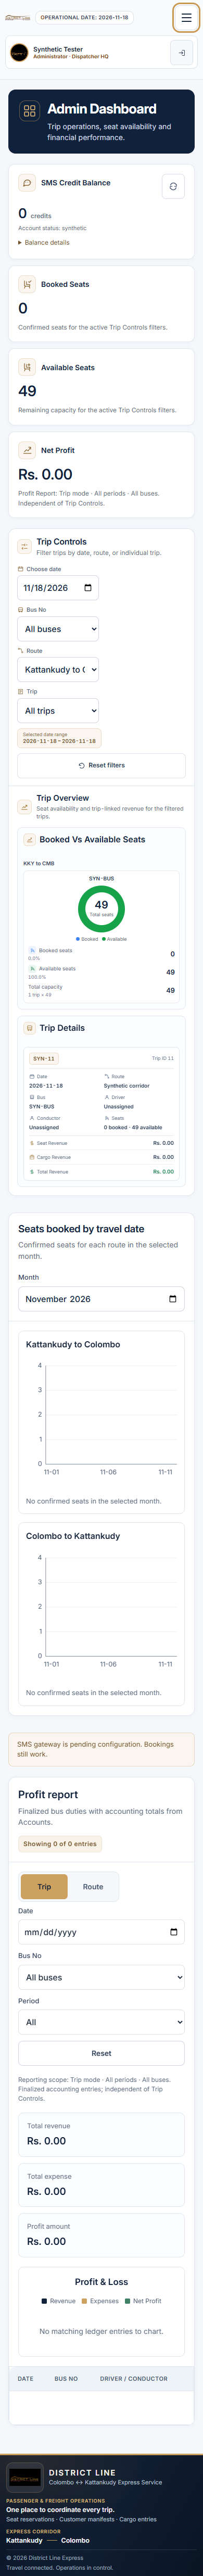 DISTRICT LINE
OPERATIONAL DATE: 2026-11-18
Synthetic Tester
Administrator · Dispatcher HQ
Admin Dashboard
Trip operations, seat availability and
financial performance.
SMS Credit Balance
0 credits
Account status: synthetic
Balance details
Booked Seats
0
Confirmed seats for the active Trip Controls filters.
Available Seats
49
Remaining capacity for the active Trip Controls filters.
Net Profit
Rs. 0.00
Profit Report: Trip mode · All periods · All buses.
Independent of Trip Controls.
Trip Controls
Filter trips by date, route, or individual trip.
Choose date
11/18/2026
Bus No
All buses
Route
Kattankudy to C
Trip
All trips
Selected date range
2026-11-18 – 2026-11-18
Reset filters
Trip Overview
Seat availability and trip-linked revenue for the filtered
trips.
Booked Vs Available Seats
KKY to CMB
SYN-BUS
49
Total seats
Booked Available
Booked seats
0.0%
0
Available seats
100.0%
49
Total capacity
1 trip × 49
49
Trip Details
SYN-11
Trip ID 11
Date
2026-11-18
Route
Synthetic corridor
Bus
SYN-BUS
Driver
Unassigned
Conductor
Unassigned
Seats
0 booked · 49 available
Seat Revenue Rs. 0.00
Cargo Revenue Rs. 0.00
Total Revenue Rs. 0.00
Seats booked by travel date
Confirmed seats for each route in the selected
month.
Month
November 2026
Kattankudy to Colombo
4
3
2
1
0
11-01 11-06 11-11
No confirmed seats in the selected month.
Colombo to Kattankudy
4
3
2
1
0
11-01 11-06 11-11
No confirmed seats in the selected month.
SMS gateway is pending configuration. Bookings
still work.
Profit report
Finalized bus duties with accounting totals from
Accounts.
Showing 0 of 0 entries
Trip Route
Date
mm/dd/yyyy
Bus No
All buses
Period
All
Reset
Reporting scope: Trip mode · All periods · All buses.
Finalized accounting entries; independent of Trip
Controls.
Total revenue
Rs. 0.00
Total expense
Rs. 0.00
Profit amount
Rs. 0.00
Profit & Loss
Revenue Expenses Net Profit
No matching ledger entries to chart.
DATE BUS NO DRIVER / CONDUCTOR
DISTRICT LINE
DISTRICT LINE
Colombo ↔ Kattankudy Express Service
PASSENGER & FREIGHT OPERATIONS
One place to coordinate every trip.
Seat reservations · Customer manifests · Cargo entries
EXPRESS CORRIDOR
Kattankudy — Colombo
© 2026 District Line Express
Travel connected. Operations in control.